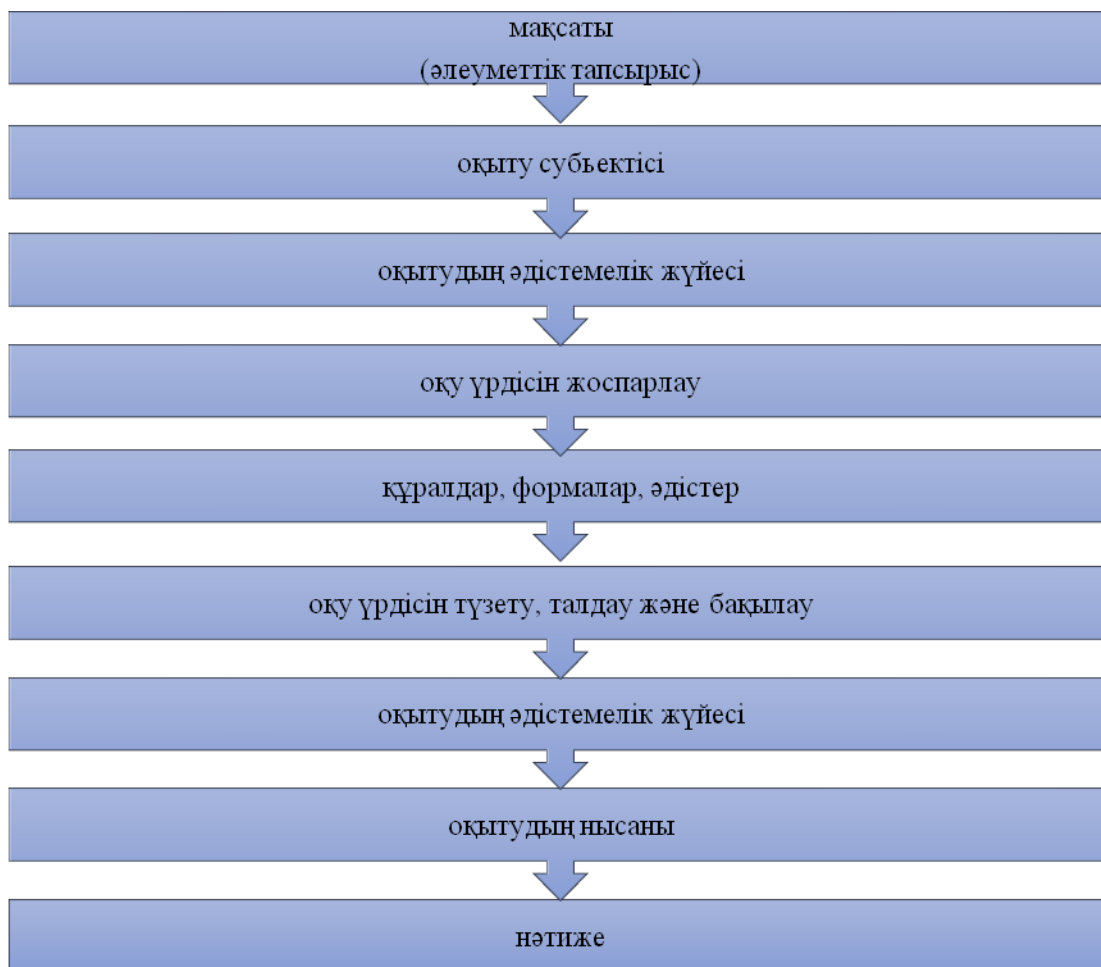 мақсаты
(әлеуметтік тапсырыс)
оқыту субьектісі
оқытудың әдістемелік жүйесі
оқу үрдісін жоспарлау
құралдар, формалар, әдістер
оқу үрдісін түзету, талдау және бақылау
оқытудың әдістемелік жүйесі
оқытудың нысаны
нәтиже